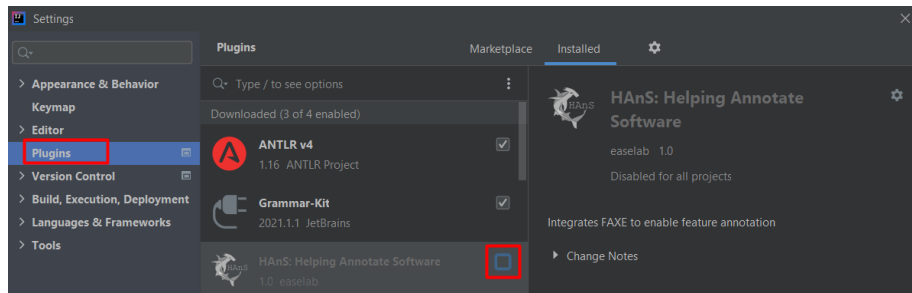 Settings
Appearance & Behavior
Keymap
Editor
Plugins
Version Control
Build, Execution, Deployment
Languages & Frameworks
Tools
Plugins
Marketplace
Installed
Type / to see options
Downloaded (3 of 4 enabled)
ANTLR v4
1.16 ANTLR Project
Grammar-Kit
2021.1.1 JetBrains
HAnS
HAnS: Helping Annotate Software
1.0 easelab
HAnS
HAnS: Helping Annotate
Software
easelab 1.0
Disabled for all projects
Integrates FAXE to enable feature annotation
Change Notes